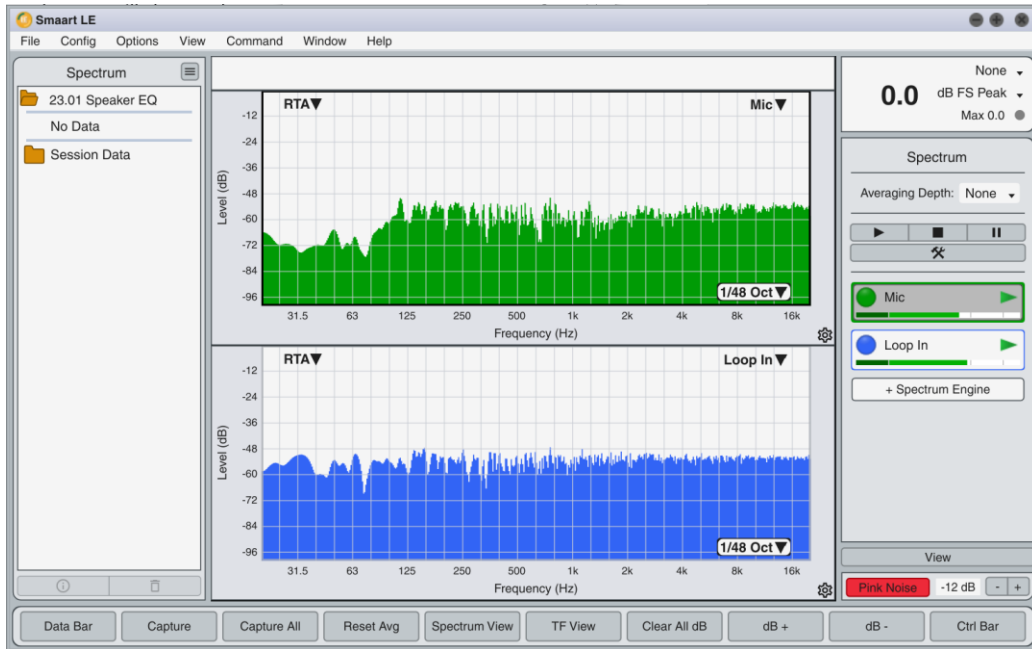 Smaart LE
File Config Options View Command Window Help
Spectrum
23.01 Speaker EQ
No Data
Session Data
RTA▼ Mic▼
Level (dB)
-12
-24
-36
-48
-60
-72
-84
-96
1/48 Oct▼
31.5 63 125 250 500 1k 2k 4k 8k 16k
Frequency (Hz)
RTA▼ Loop In▼
Level (dB)
-12
-24
-36
-48
-60
-72
-84
-96
1/48 Oct▼
31.5 63 125 250 500 1k 2k 4k 8k 16k
Frequency (Hz)
None
0.0 dB FS Peak
Max 0.0
Spectrum
Averaging Depth: None
Mic
Loop In
+ Spectrum Engine
View
Pink Noise -12 dB - +
Data Bar Capture Capture All Reset Avg Spectrum View TF View Clear All dB dB + dB - Ctrl Bar